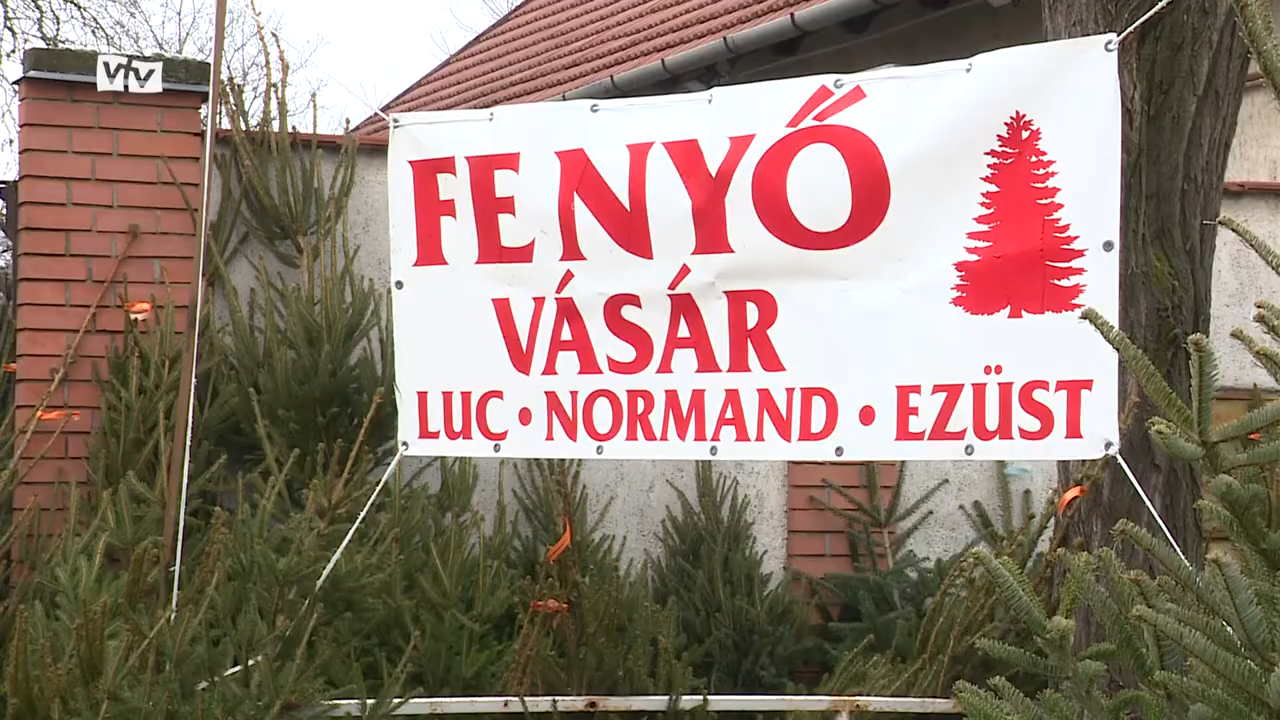 VTV
FENYŐ
VÁSÁR
LUC • NORMAND • EZÜST